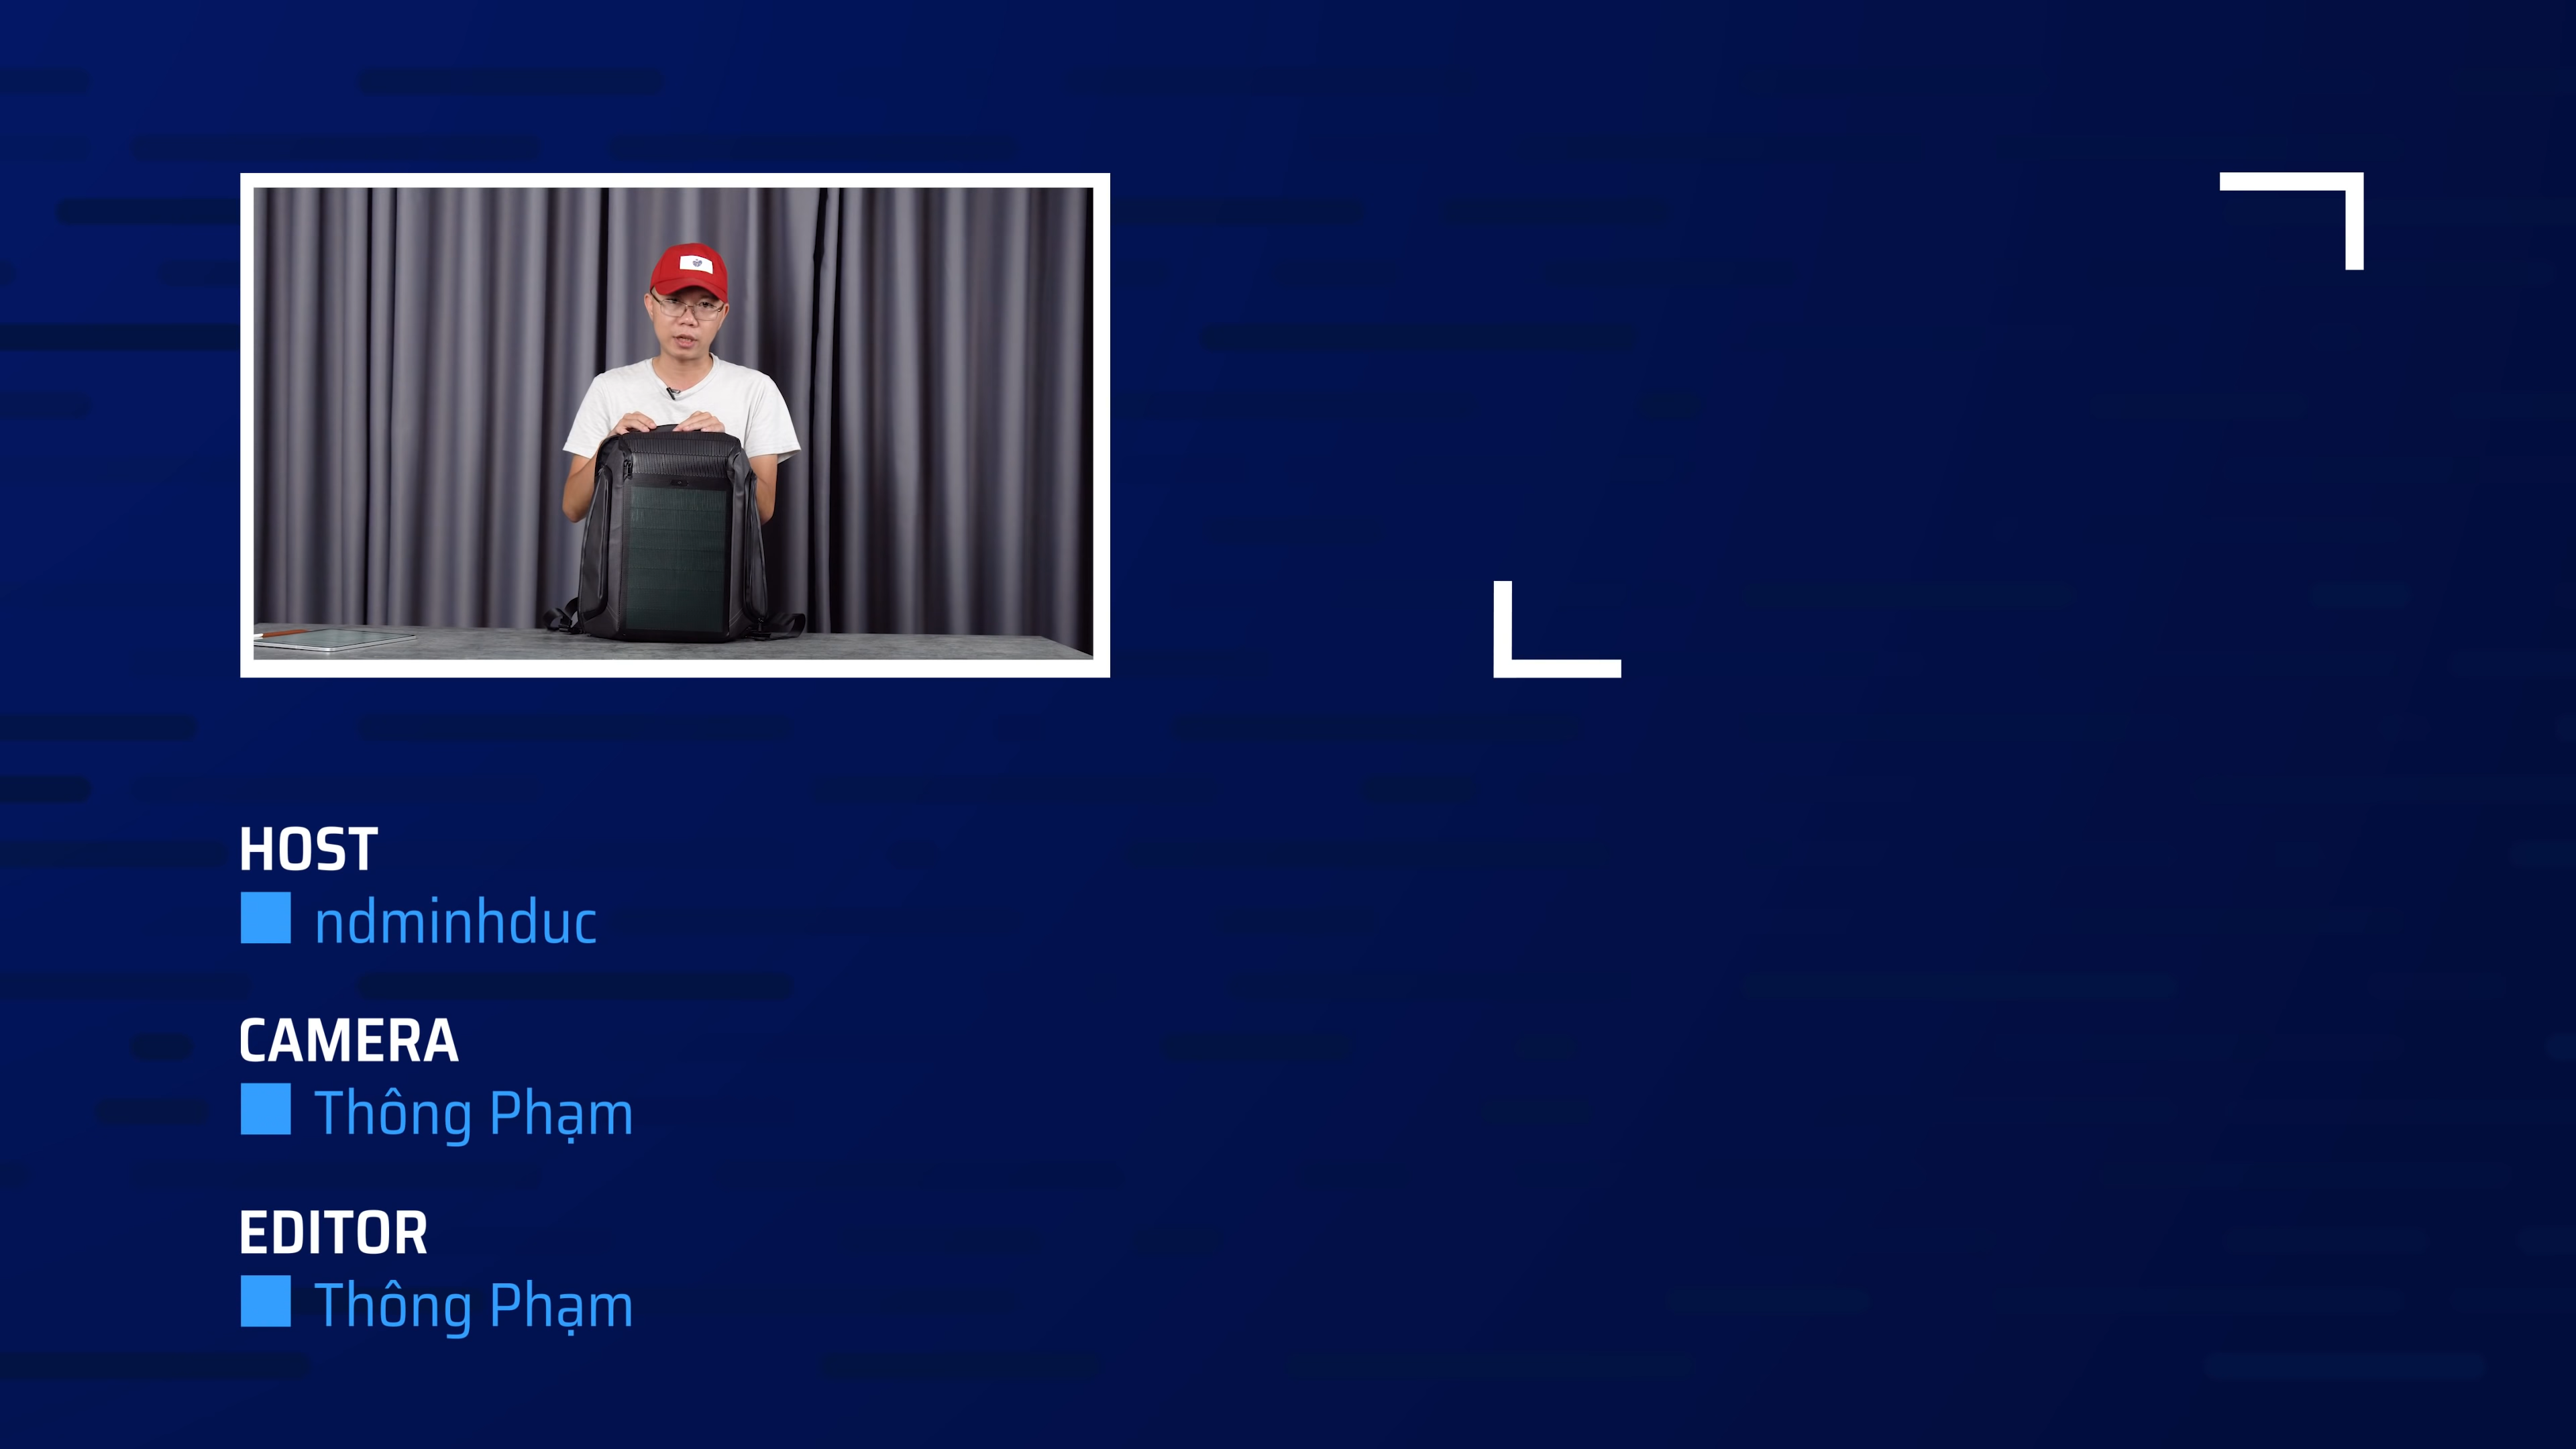 HOST
ndminhduc
CAMERA
Thông Phạm
EDITOR
Thông Phạm